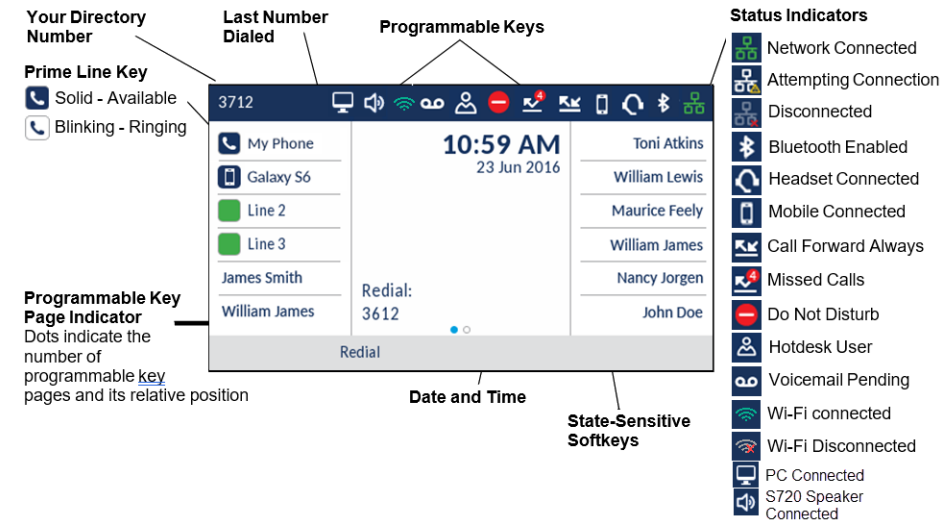 Your Directory
Number
Last Number
Dialed
Programmable Keys
Status Indicators
Prime Line Key
Solid - Available
Blinking - Ringing
3712
4
My Phone
Galaxy S6
Line 2
Line 3
James Smith
William James
10:59 AM
23 Jun 2016
Redial:
3612
Toni Atkins
William Lewis
Maurice Feely
William James
Nancy Jorgen
John Doe
Redial
Programmable Key
Page Indicator
Dots indicate the
number of
programmable key
pages and its relative position
Date and Time
State-Sensitive
Softkeys
Network Connected
Attempting Connection
Disconnected
Bluetooth Enabled
Headset Connected
Mobile Connected
Call Forward Always
4
Missed Calls
Do Not Disturb
Hotdesk User
Voicemail Pending
Wi-Fi connected
Wi-Fi Disconnected
PC Connected
S720 Speaker
Connected